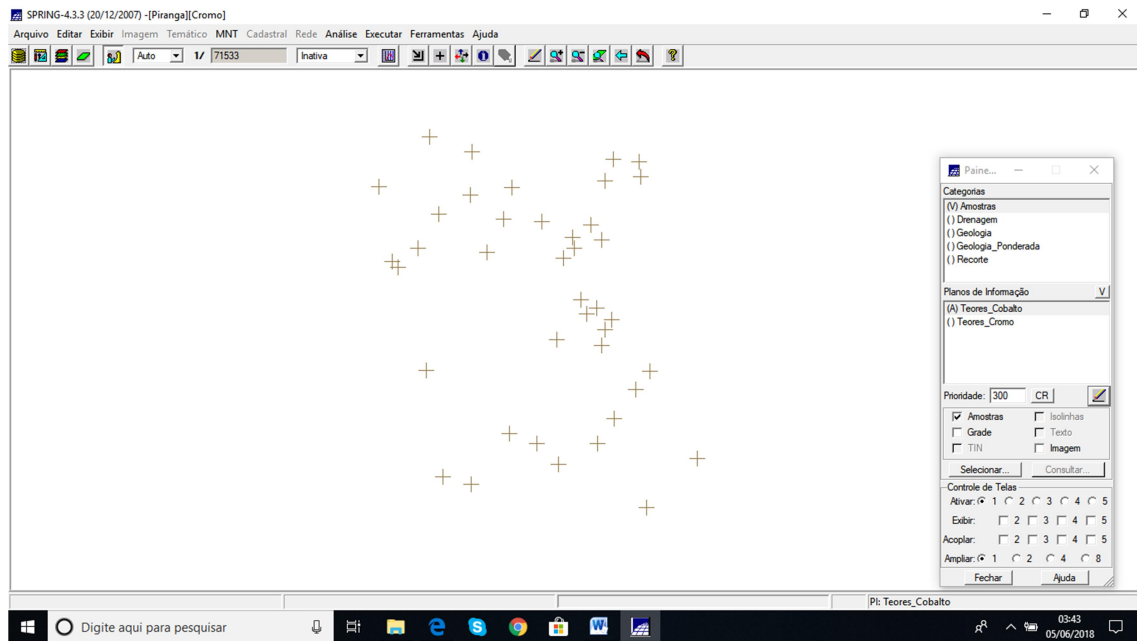 SPRING-4.3.3 (20/12/2007) -[Piranga][Cromo]
Arquivo Editar Exibir Imagem Temático MNT Cadastral Rede Análise Executar Ferramentas Ajuda
Auto 1/ 71533 Inativa
Paine...
Categorias
(V) Amostras
( ) Drenagem
( ) Geologia
( ) Geologia_Ponderada
( ) Recorte
Planos de Informação V
(A) Teores_Cobalto
( ) Teores_Cromo
Prioridade: 300 CR
Amostras Isolinhas
Grade Texto
TIN Imagem
Selecionar... Consultar...
Controle de Telas
Ativar: 1 2 3 4 5
Exibir: 2 3 4 5
Acoplar: 2 3 4 5
Ampliar: 1 2 4 8
Fechar Ajuda
PI: Teores_Cobalto
Digite aqui para pesquisar
03:43
05/06/2018